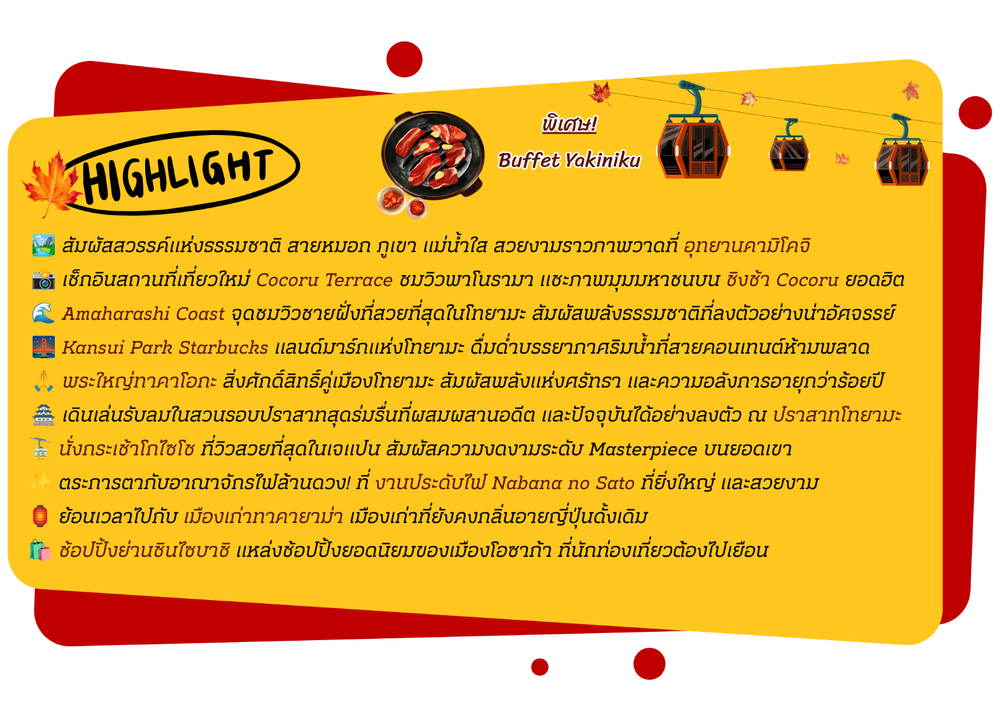 HIGHLIGHT
พิเศษ!
Buffet Yakiniku
สัมผัสสวรรค์แห่งธรรมชาติ สายหมอก ภูเขา แม่น้ำใส สวยงามราวภาพวาดที่ อุทยานคามิโคจิ
เช็กอินสถานที่เที่ยวใหม่ Cocoru Terrace ชมวิวพาโนรามา แชะภาพมุมมหาชนบน ชิงช้า Cocoru ยอดฮิต
Amaharashi Coast จุดชมวิวชายฝั่งที่สวยที่สุดในโทยามะ สัมผัสพลังธรรมชาติที่ลงตัวอย่างน่าอัศจรรย์
Kansui Park Starbucks แลนด์มาร์กแห่งโทยามะ ดื่มด่ำบรรยากาศริมน้ำที่สายคอนเทนต์ห้ามพลาด
พระใหญ่ทาคาโอกะ สิ่งศักดิ์สิทธิ์คู่เมืองโทยามะ สัมผัสพลังแห่งศรัทธา และความอลังการอายุกว่าร้อยปี
เดินเล่นรับลมในสวนรอบปราสาทสุดร่มรื่นที่ผสมผสานอดีต และปัจจุบันได้อย่างลงตัว ณ ปราสาทโทยามะ
นั่งกระเช้าโกไซโช ที่วิวสวยที่สุดในเจแปน สัมผัสความงดงามระดับ Masterpiece บนยอดเขา
ตระการตากับอาณาจักรไฟล้านดวง! ที่ งานประดับไฟ Nabana no Sato ที่ยิ่งใหญ่ และสวยงาม
ย้อนเวลาไปกับ เมืองเก่าทาคายาม่า เมืองเก่าที่ยังคงกลิ่นอายญี่ปุ่นดั้งเดิม
ช้อปปิ้งย่านชินไซบาชิ แหล่งช้อปปิ้งยอดนิยมของเมืองโอซาก้า ที่นักท่องเที่ยวต้องไปเยือน